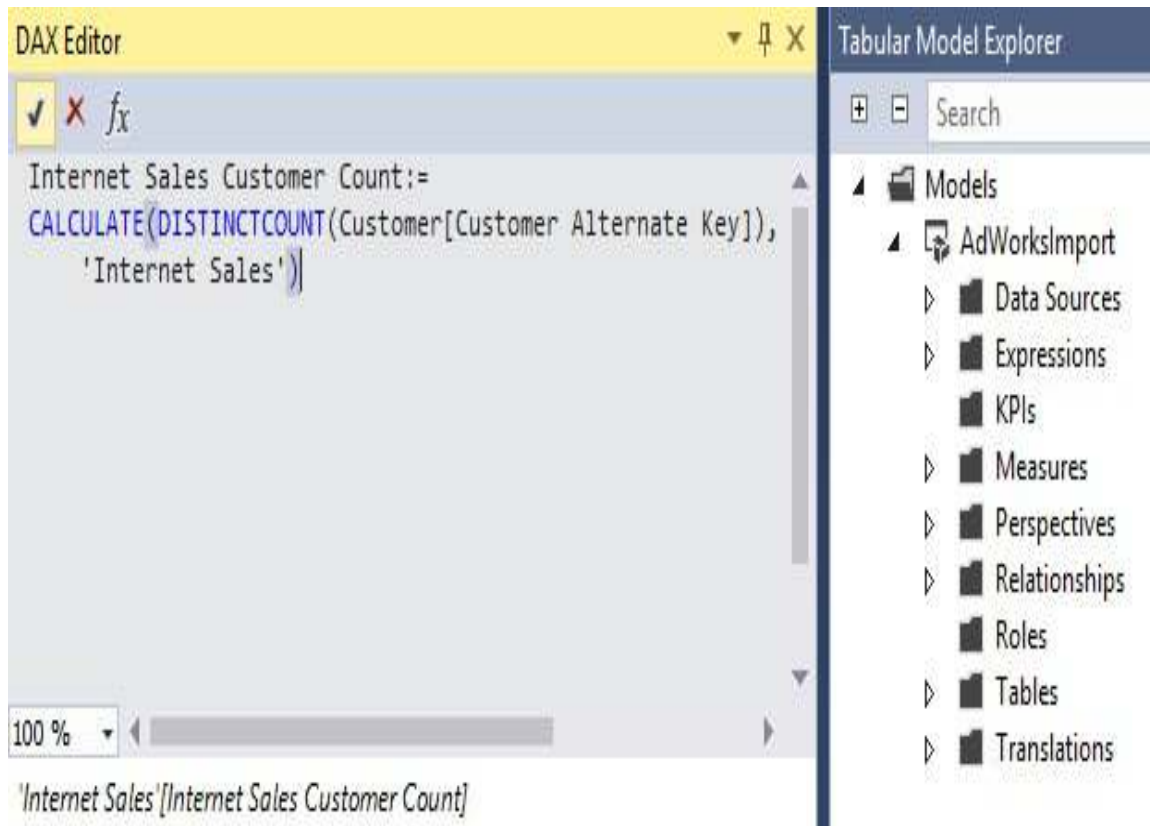 DAX Editor
fx
Internet Sales Customer Count:=
CALCULATE(DISTINCTCOUNT(Customer[Customer Alternate Key]),
'Internet Sales')
100 %
'Internet Sales'[Internet Sales Customer Count]
Tabular Model Explorer
Search
Models
AdWorksImport
Data Sources
Expressions
KPIs
Measures
Perspectives
Relationships
Roles
Tables
Translations